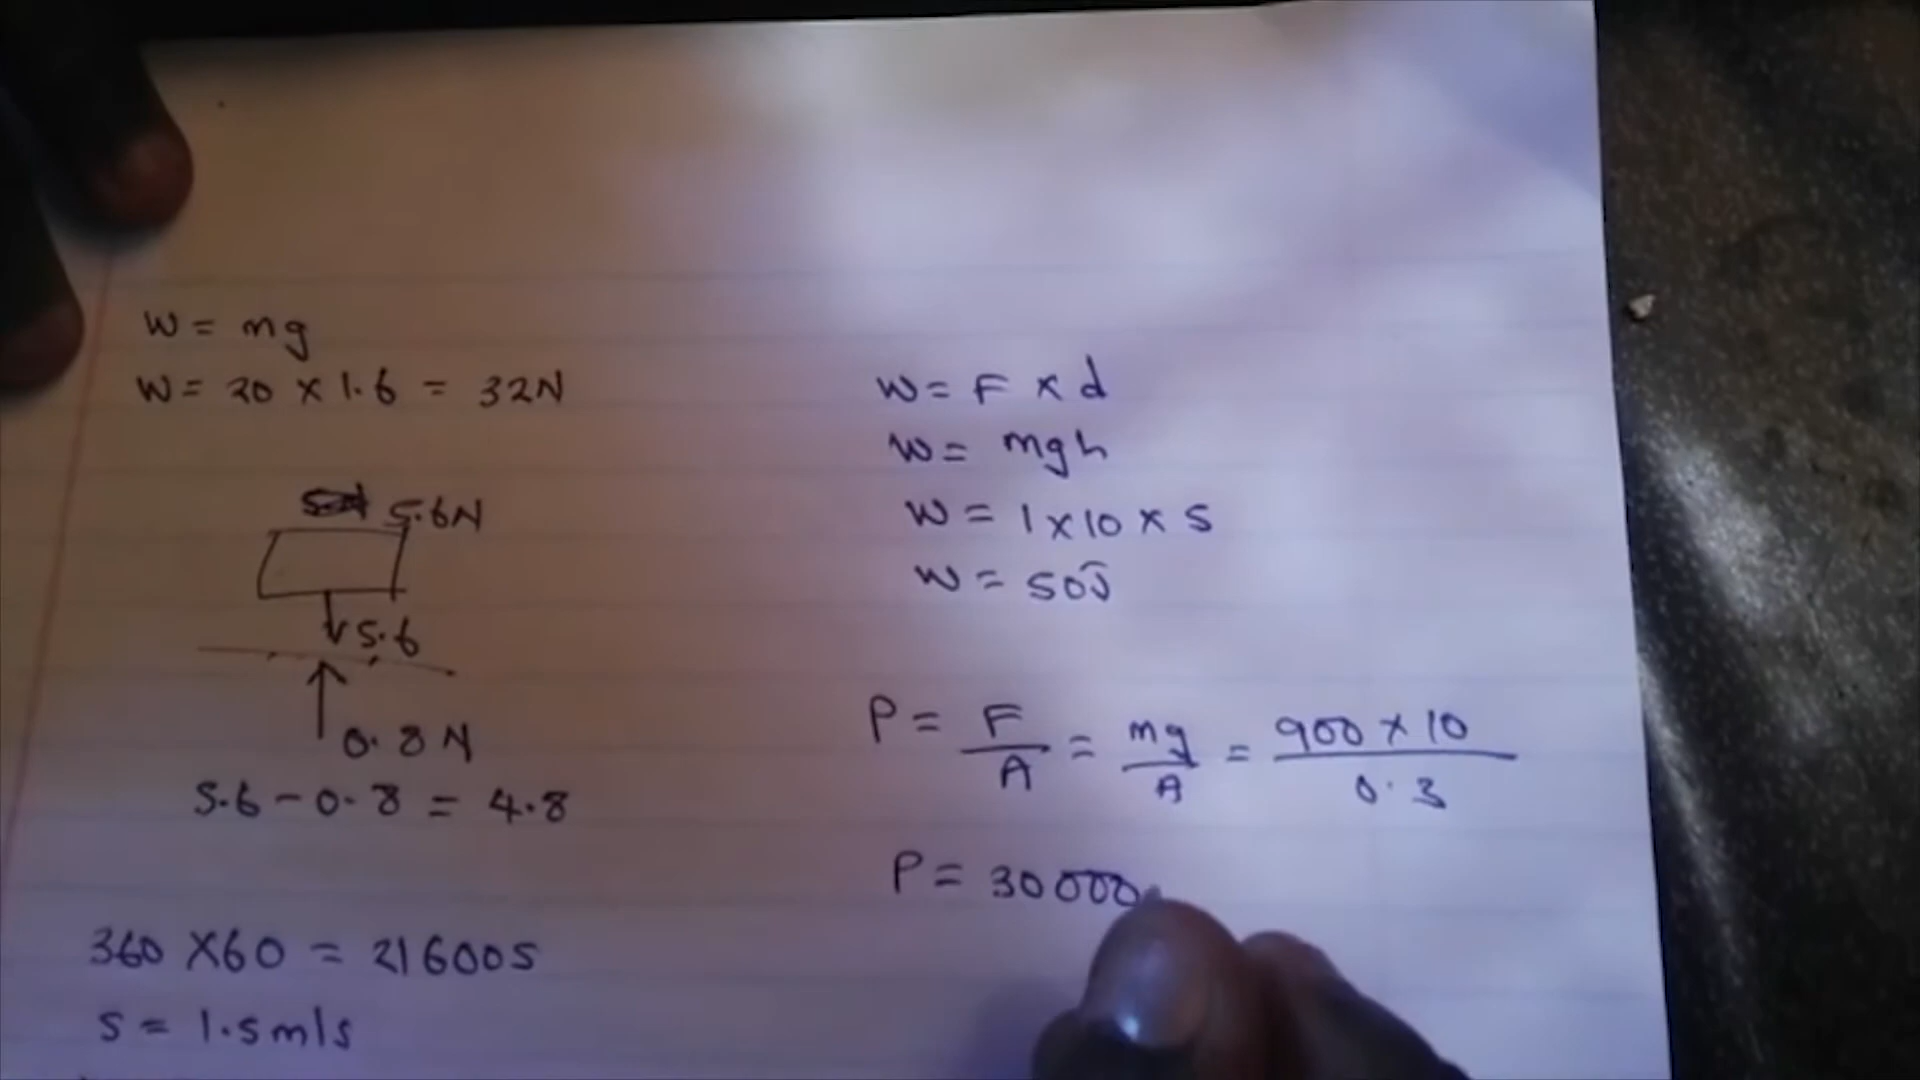 W = mg
W = 20 x 1.6 = 32N
5.6N
5.6
0.8N
5.6 - 0.8 = 4.8
360 x60 = 21600s
s = 1.5m/s
W = F x d
W = mgh
W = 1 x 10 x 5
W = 50J
P = F/A = mg/A = 900 x 10/0.3
P = 30000